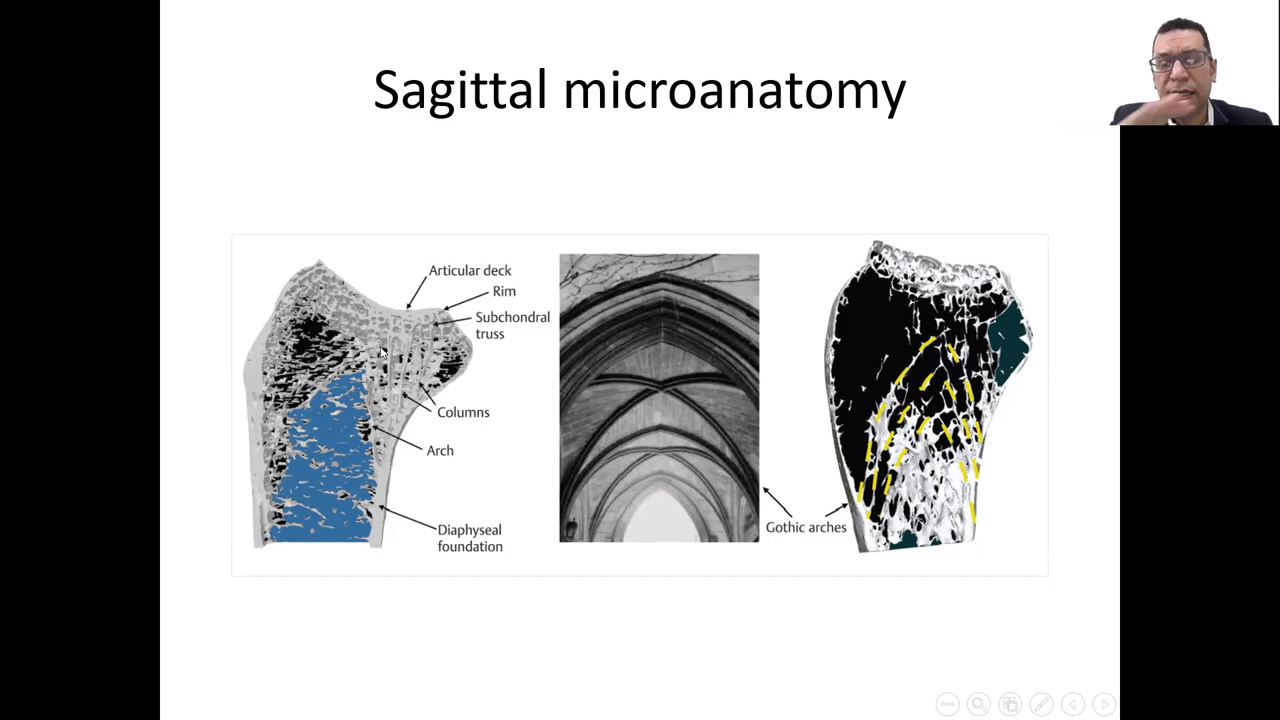 Sagittal microanatomy
Articular deck
Rim
Subchondral
truss
Columns
Arch
Diaphyseal
foundation
Gothic arches